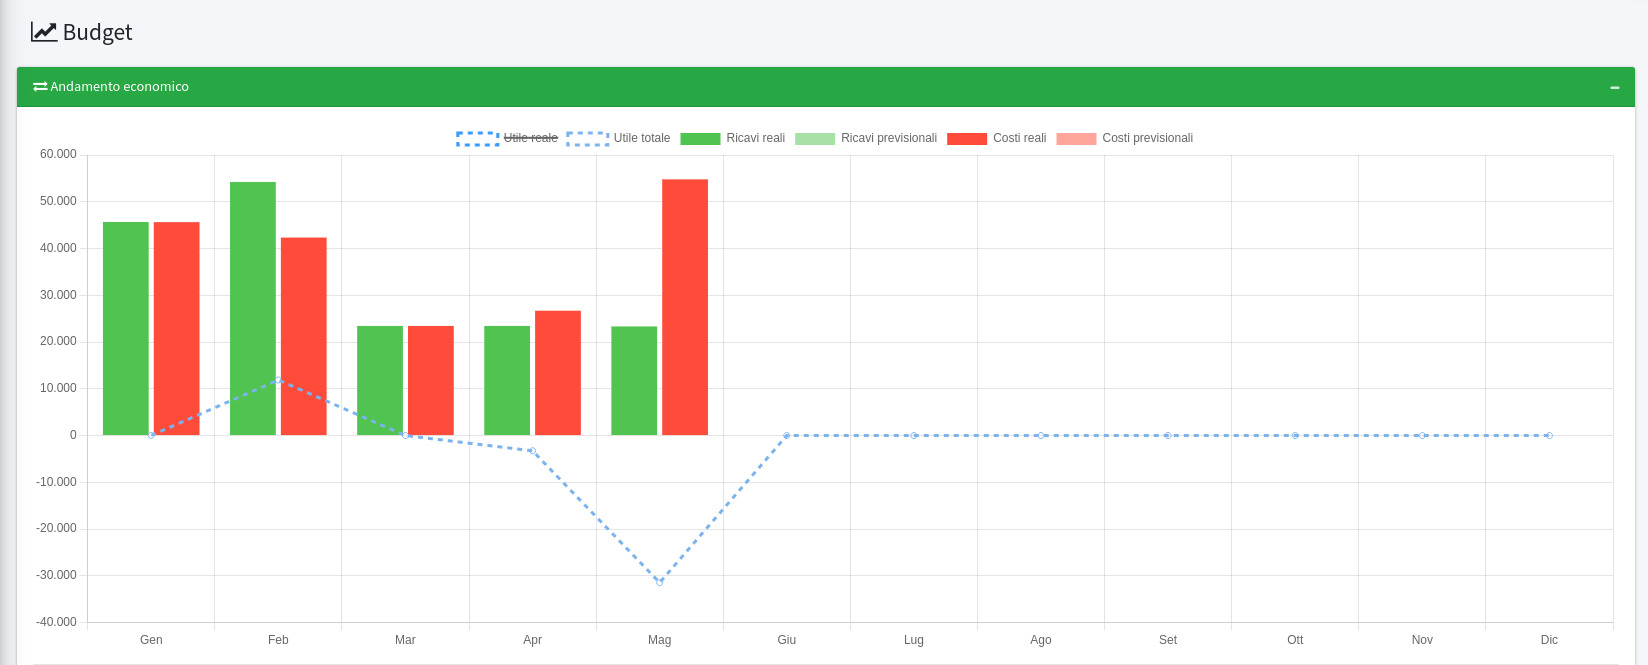 Budget
Andamento economico
Utile reale Utile totale Ricavi reali Ricavi previsionali Costi reali Costi previsionali
60.000
50.000
40.000
30.000
20.000
10.000
0
-10.000
-20.000
-30.000
-40.000
Gen Feb Mar Apr Mag Giu Lug Ago Set Ott Nov Dic